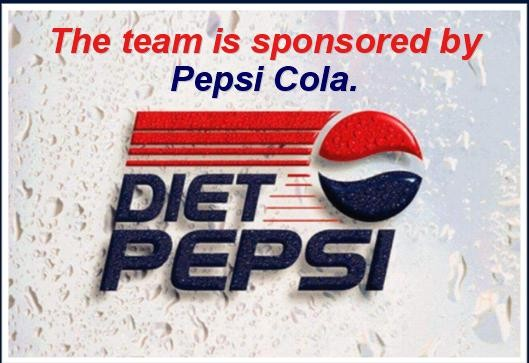 The team is sponsored by
Pepsi Cola.
DIET
PEPSI